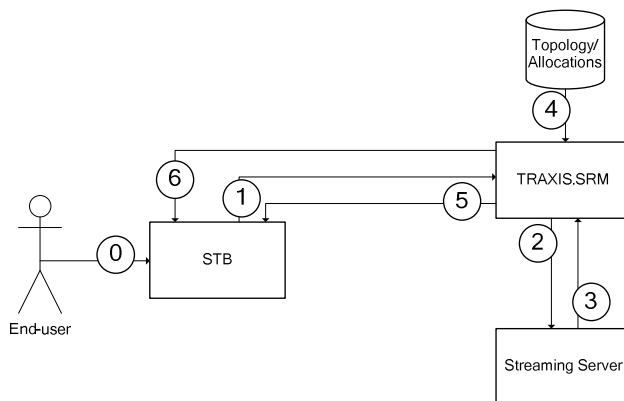 Topology/
Allocations
4
6
1
TRAXIS.SRM
5
0
STB
2
3
End-user
Streaming Server